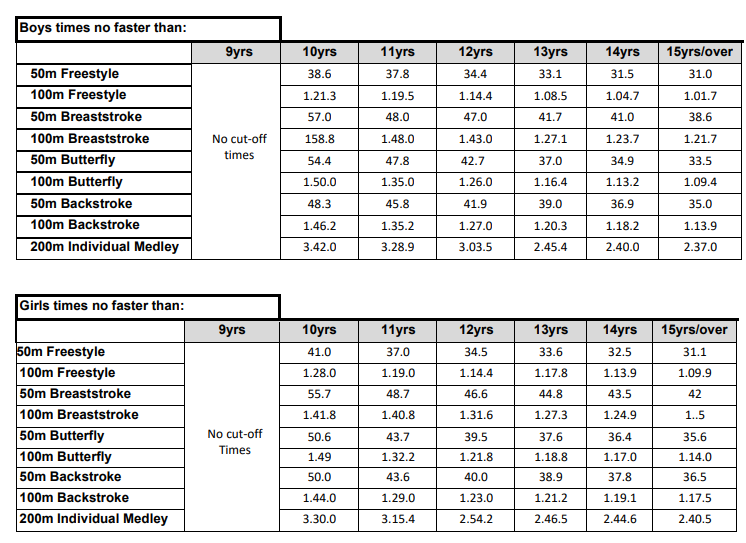 Boys times no faster than:
9yrs 10yrs 11yrs 12yrs 13yrs 14yrs 15yrs/over
50m Freestyle 38.6 37.8 34.4 33.1 31.5 31.0
100m Freestyle 1.21.3 1.19.5 1.14.4 1.08.5 1.04.7 1.01.7
50m Breaststroke 57.0 48.0 47.0 41.7 41.0 38.6
100m Breaststroke No cut-off 158.8 1.48.0 1.43.0 1.27.1 1.23.7 1.21.7
50m Butterfly times 54.4 47.8 42.7 37.0 34.9 33.5
100m Butterfly 1.50.0 1.35.0 1.26.0 1.16.4 1.13.2 1.09.4
50m Backstroke 48.3 45.8 41.9 39.0 36.9 35.0
100m Backstroke 1.46.2 1.35.2 1.27.0 1.20.3 1.18.2 1.13.9
200m Individual Medley 3.42.0 3.28.9 3.03.5 2.45.4 2.40.0 2.37.0
Girls times no faster than:
9yrs 10yrs 11yrs 12yrs 13yrs 14yrs 15yrs/over
50m Freestyle 41.0 37.0 34.5 33.6 32.5 31.1
100m Freestyle 1.28.0 1.19.0 1.14.4 1.17.8 1.13.9 1.09.9
50m Breaststroke 55.7 48.7 46.6 44.8 43.5 42
100m Breaststroke 1.41.8 1.40.8 1.31.6 1.27.3 1.24.9 1..5
50m Butterfly No cut-off 50.6 43.7 39.5 37.6 36.4 35.6
100m Butterfly Times 1.49 1.32.2 1.21.8 1.18.8 1.17.0 1.14.0
50m Backstroke 50.0 43.6 40.0 38.9 37.8 36.5
100m Backstroke 1.44.0 1.29.0 1.23.0 1.21.2 1.19.1 1.17.5
200m Individual Medley 3.30.0 3.15.4 2.54.2 2.46.5 2.44.6 2.40.5